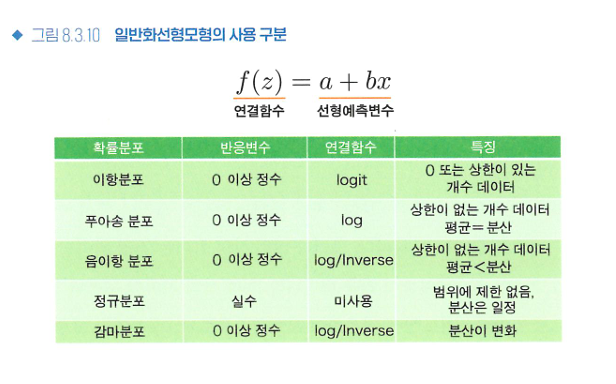 ◆ 그림 8.3.10 일반화선형모형의 사용 구분
f(z) = a + bx
연결함수 선형예측변수
확률분포 반응변수 연결함수 특징
이항분포 0 이상 정수 logit 0 또는 상한이 있는
개수 데이터
푸아송 분포 0 이상 정수 log 상한이 없는 개수 데이터
평균=분산
음이항 분포 0 이상 정수 log/Inverse 상한이 없는 개수 데이터
평균<분산
정규분포 실수 미사용 범위에 제한 없음,
분산은 일정
감마분포 0 이상 정수 log/Inverse 분산이 변화